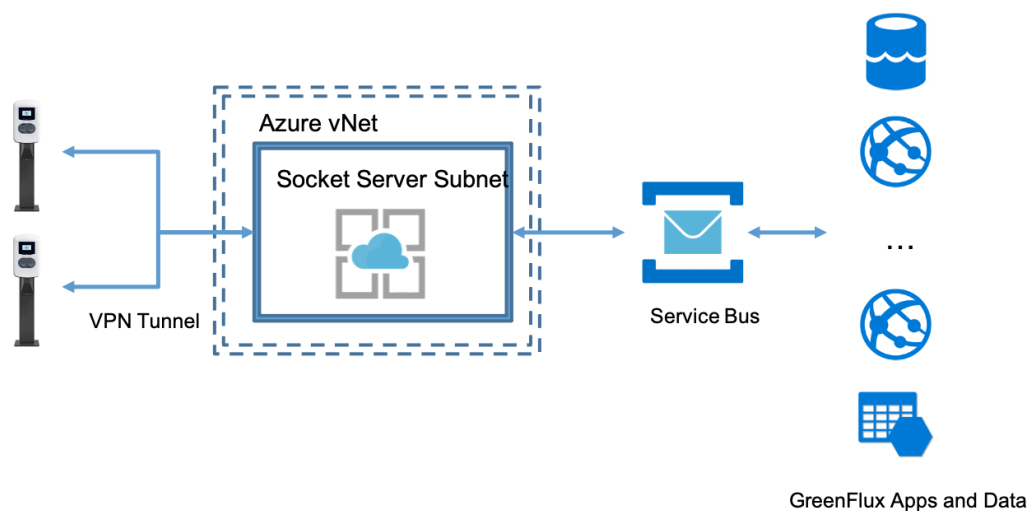 Azure vNet
Socket Server Subnet
VPN Tunnel
Service Bus
...
GreenFlux Apps and Data